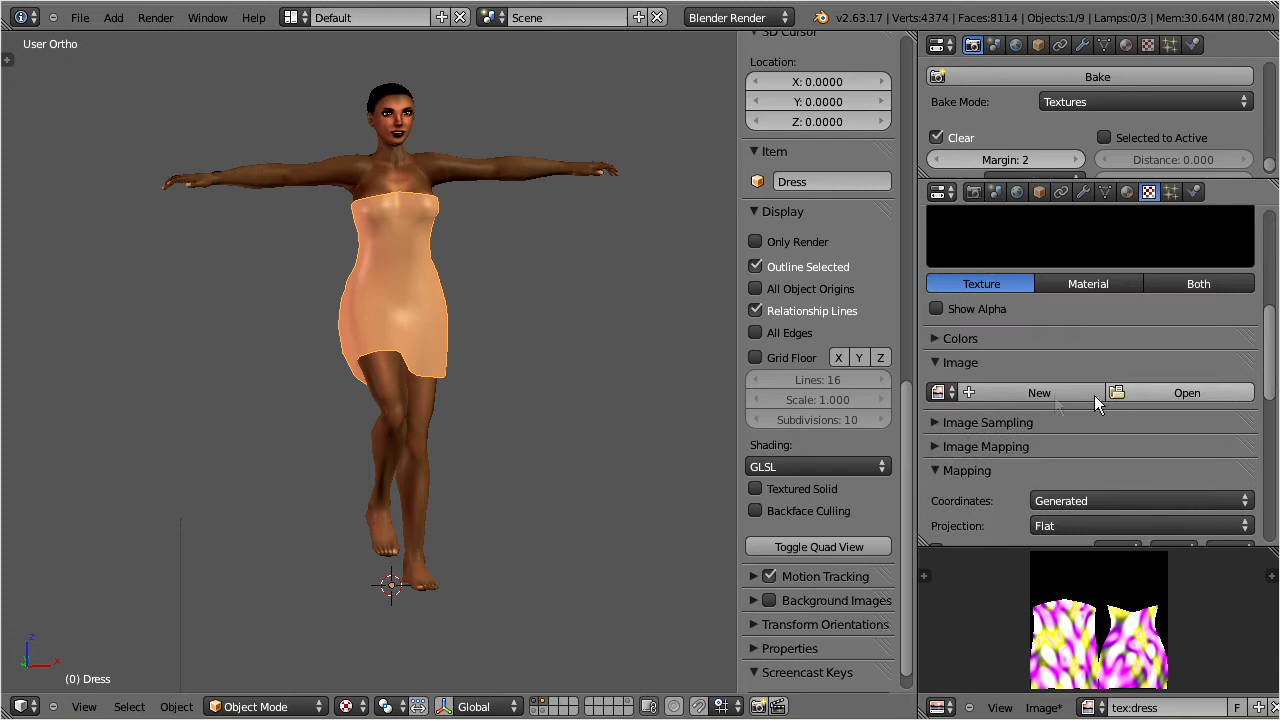 File Add Render Window Help Default Scene Blender Render v2.63.17 | Verts:4374 | Faces:8114 | Objects:1/9 | Lamps:0/3 | Mem:30.64M (80.72M)
User Ortho
(0) Dress
View Select Object Object Mode Global
3D Cursor
Location:
X: 0.0000
Y: 0.0000
Z: 0.0000
Item
Dress
Display
Only Render
Outline Selected
All Object Origins
Relationship Lines
All Edges
Grid Floor X Y Z
Lines: 16
Scale: 1.000
Subdivisions: 10
Shading:
GLSL
Textured Solid
Backface Culling
Toggle Quad View
Motion Tracking
Background Images
Transform Orientations
Properties
Screencast Keys
Bake
Bake Mode: Textures
Clear Selected to Active
Margin: 2 Distance: 0.000
Texture Material Both
Show Alpha
Colors
Image
New Open
Image Sampling
Image Mapping
Mapping
Coordinates: Generated
Projection: Flat
View Image* tex:dress F